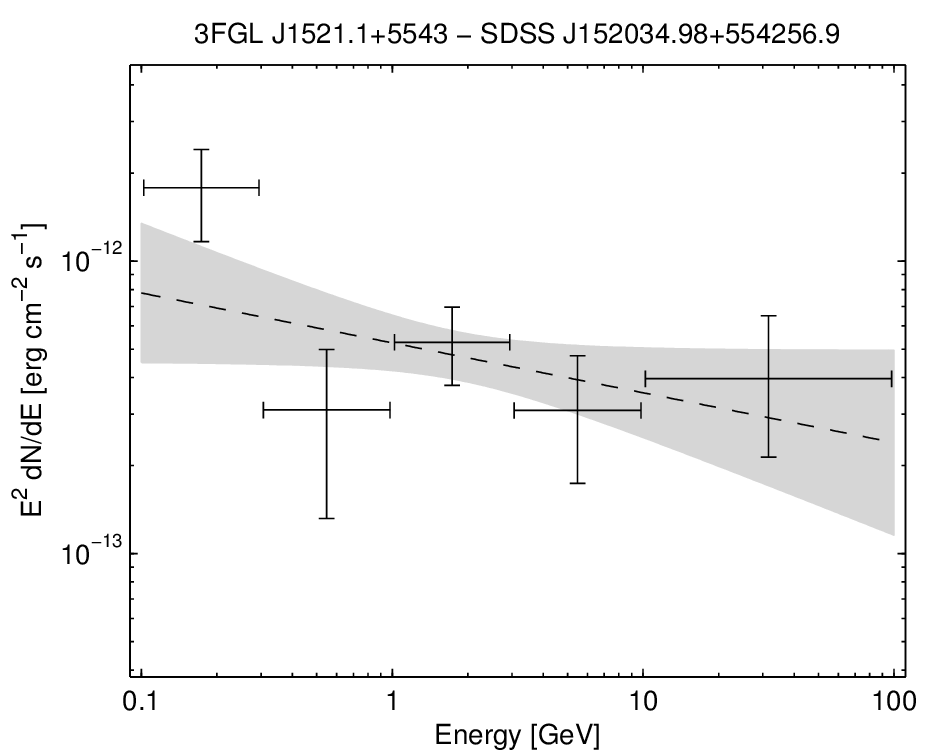 3FGL J1521.1+5543 − SDSS J152034.98+554256.9
E² dN/dE [erg cm⁻² s⁻¹]
10⁻¹²
10⁻¹³
0.1 1 10 100
Energy [GeV]